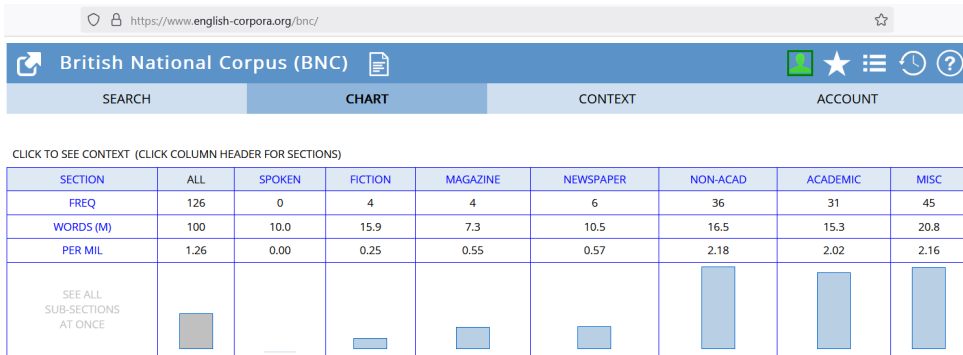 https://www.english-corpora.org/bnc/
British National Corpus (BNC)
SEARCH CHART CONTEXT ACCOUNT
CLICK TO SEE CONTEXT (CLICK COLUMN HEADER FOR SECTIONS)
SECTION ALL SPOKEN FICTION MAGAZINE NEWSPAPER NON-ACAD ACADEMIC MISC
FREQ 126 0 4 4 6 36 31 45
WORDS (M) 100 10.0 15.9 7.3 10.5 16.5 15.3 20.8
PER MIL 1.26 0.00 0.25 0.55 0.57 2.18 2.02 2.16
SEE ALL
SUB-SECTIONS
AT ONCE